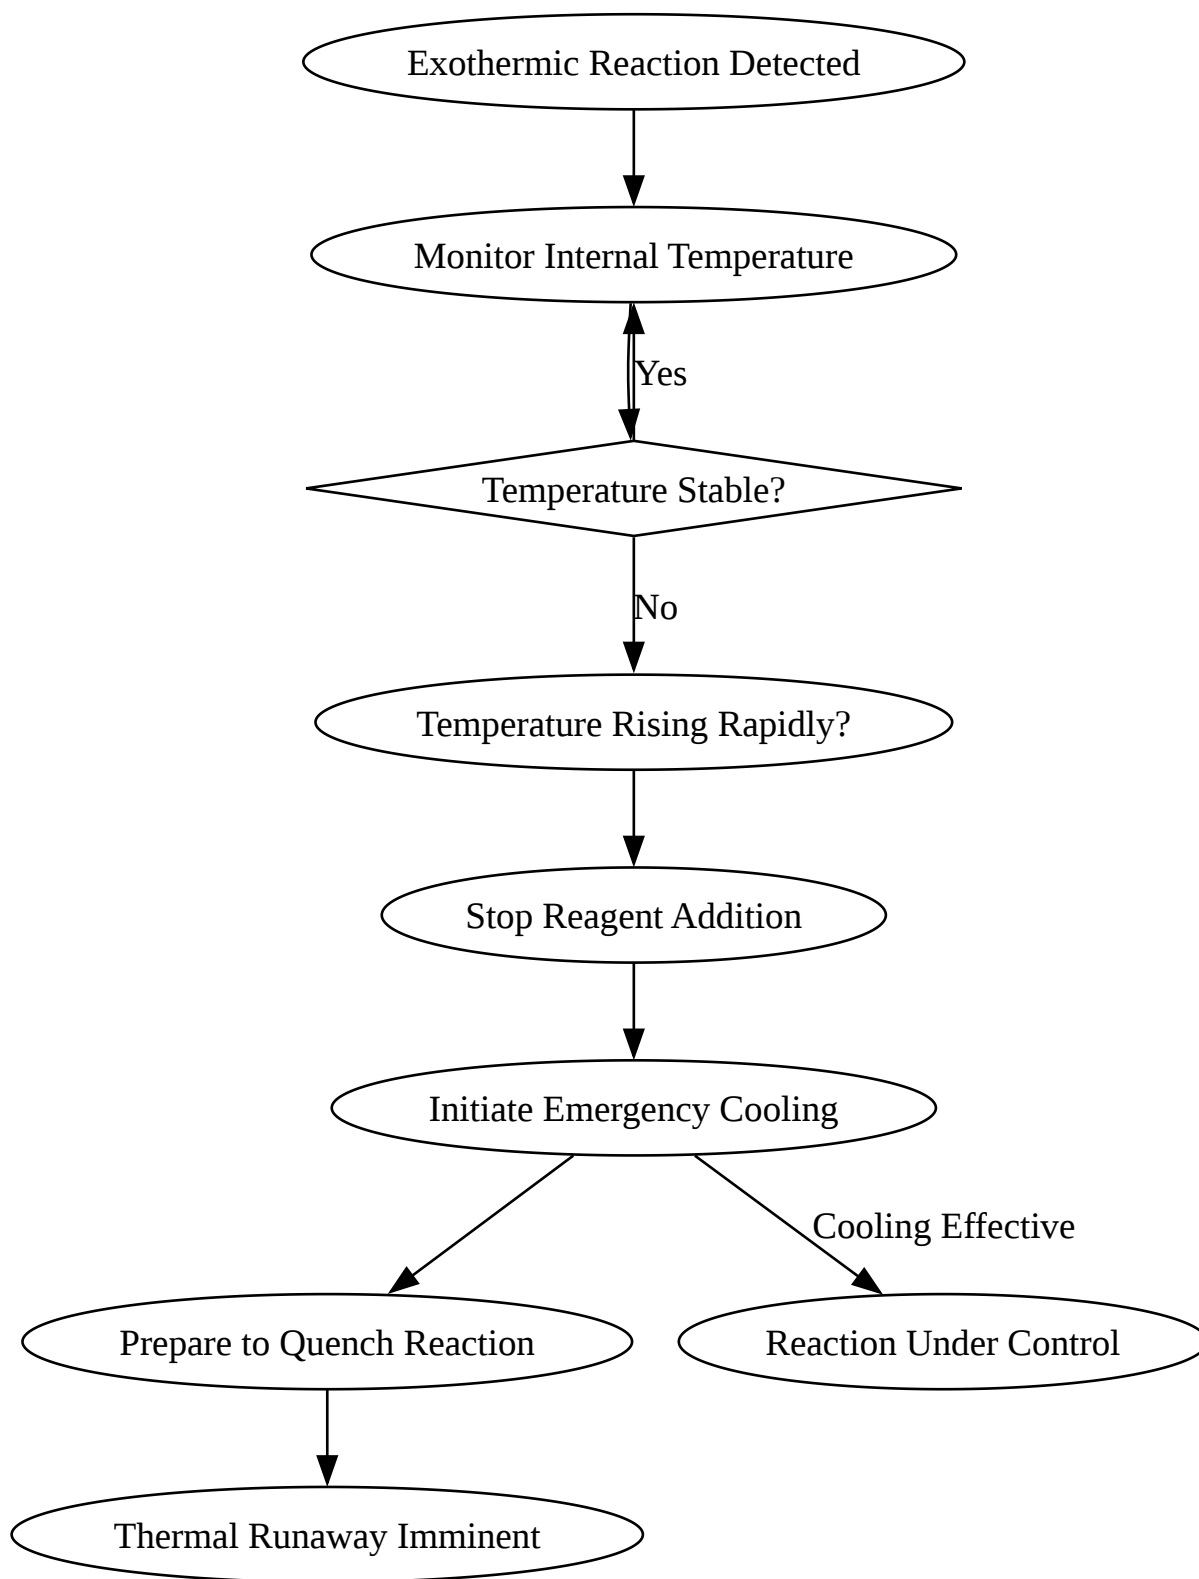 Exothermic Reaction Detected
Monitor Internal Temperature
Yes
Temperature Stable?
No
Temperature Rising Rapidly?
Stop Reagent Addition
Initiate Emergency Cooling
Cooling Effective
Prepare to Quench Reaction
Reaction Under Control
Thermal Runaway Imminent